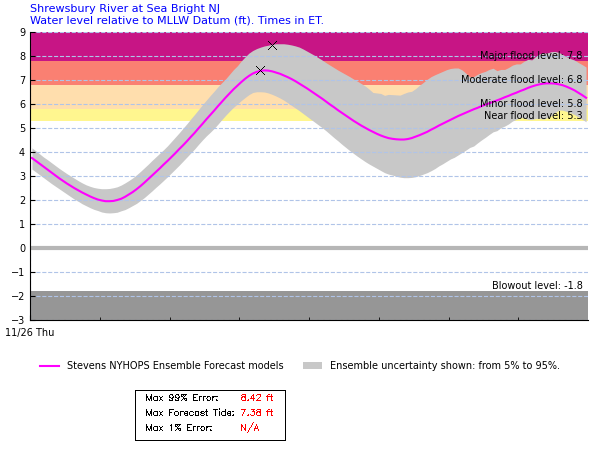 Shrewsbury River at Sea Bright NJ
Water level relative to MLLW Datum (ft). Times in ET.
9
8
Major flood level: 7.8
7
Moderate flood level: 6.8
6
Minor flood level: 5.8
Near flood level: 5.3
5
4
3
2
1
0
−1
Blowout level: -1.8
−2
−3
11/26 Thu
Stevens NYHOPS Ensemble Forecast models
Ensemble uncertainty shown: from 5% to 95%.
Max 99% Error: 8.42 ft
Max Forecast Tide: 7.38 ft
Max 1% Error: N/A